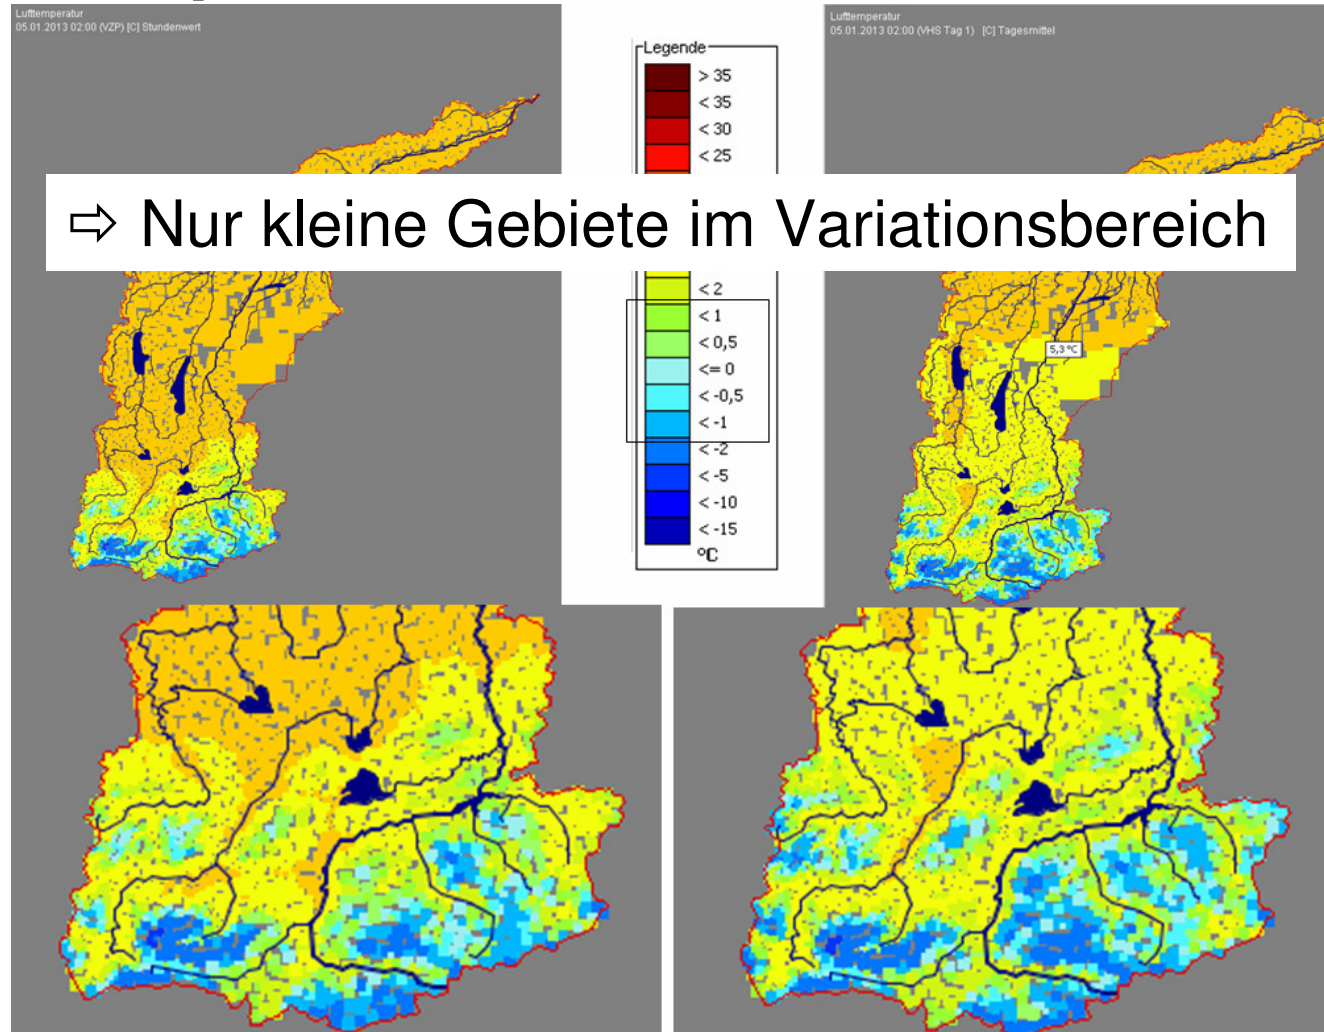 Lufttemperatur
05.01.2013 02:00 (VZP) [C] Stundenwert
Lufttemperatur
05.01.2013 02:00 (VHS Tag 1) [C] Tagesmittel
Legende
> 35
< 35
< 30
< 25
⇨ Nur kleine Gebiete im Variationsbereich
< 2
< 1
< 0,5
<= 0
< -0,5
< -1
< -2
< -5
< -10
< -15
°C
5,3 °C